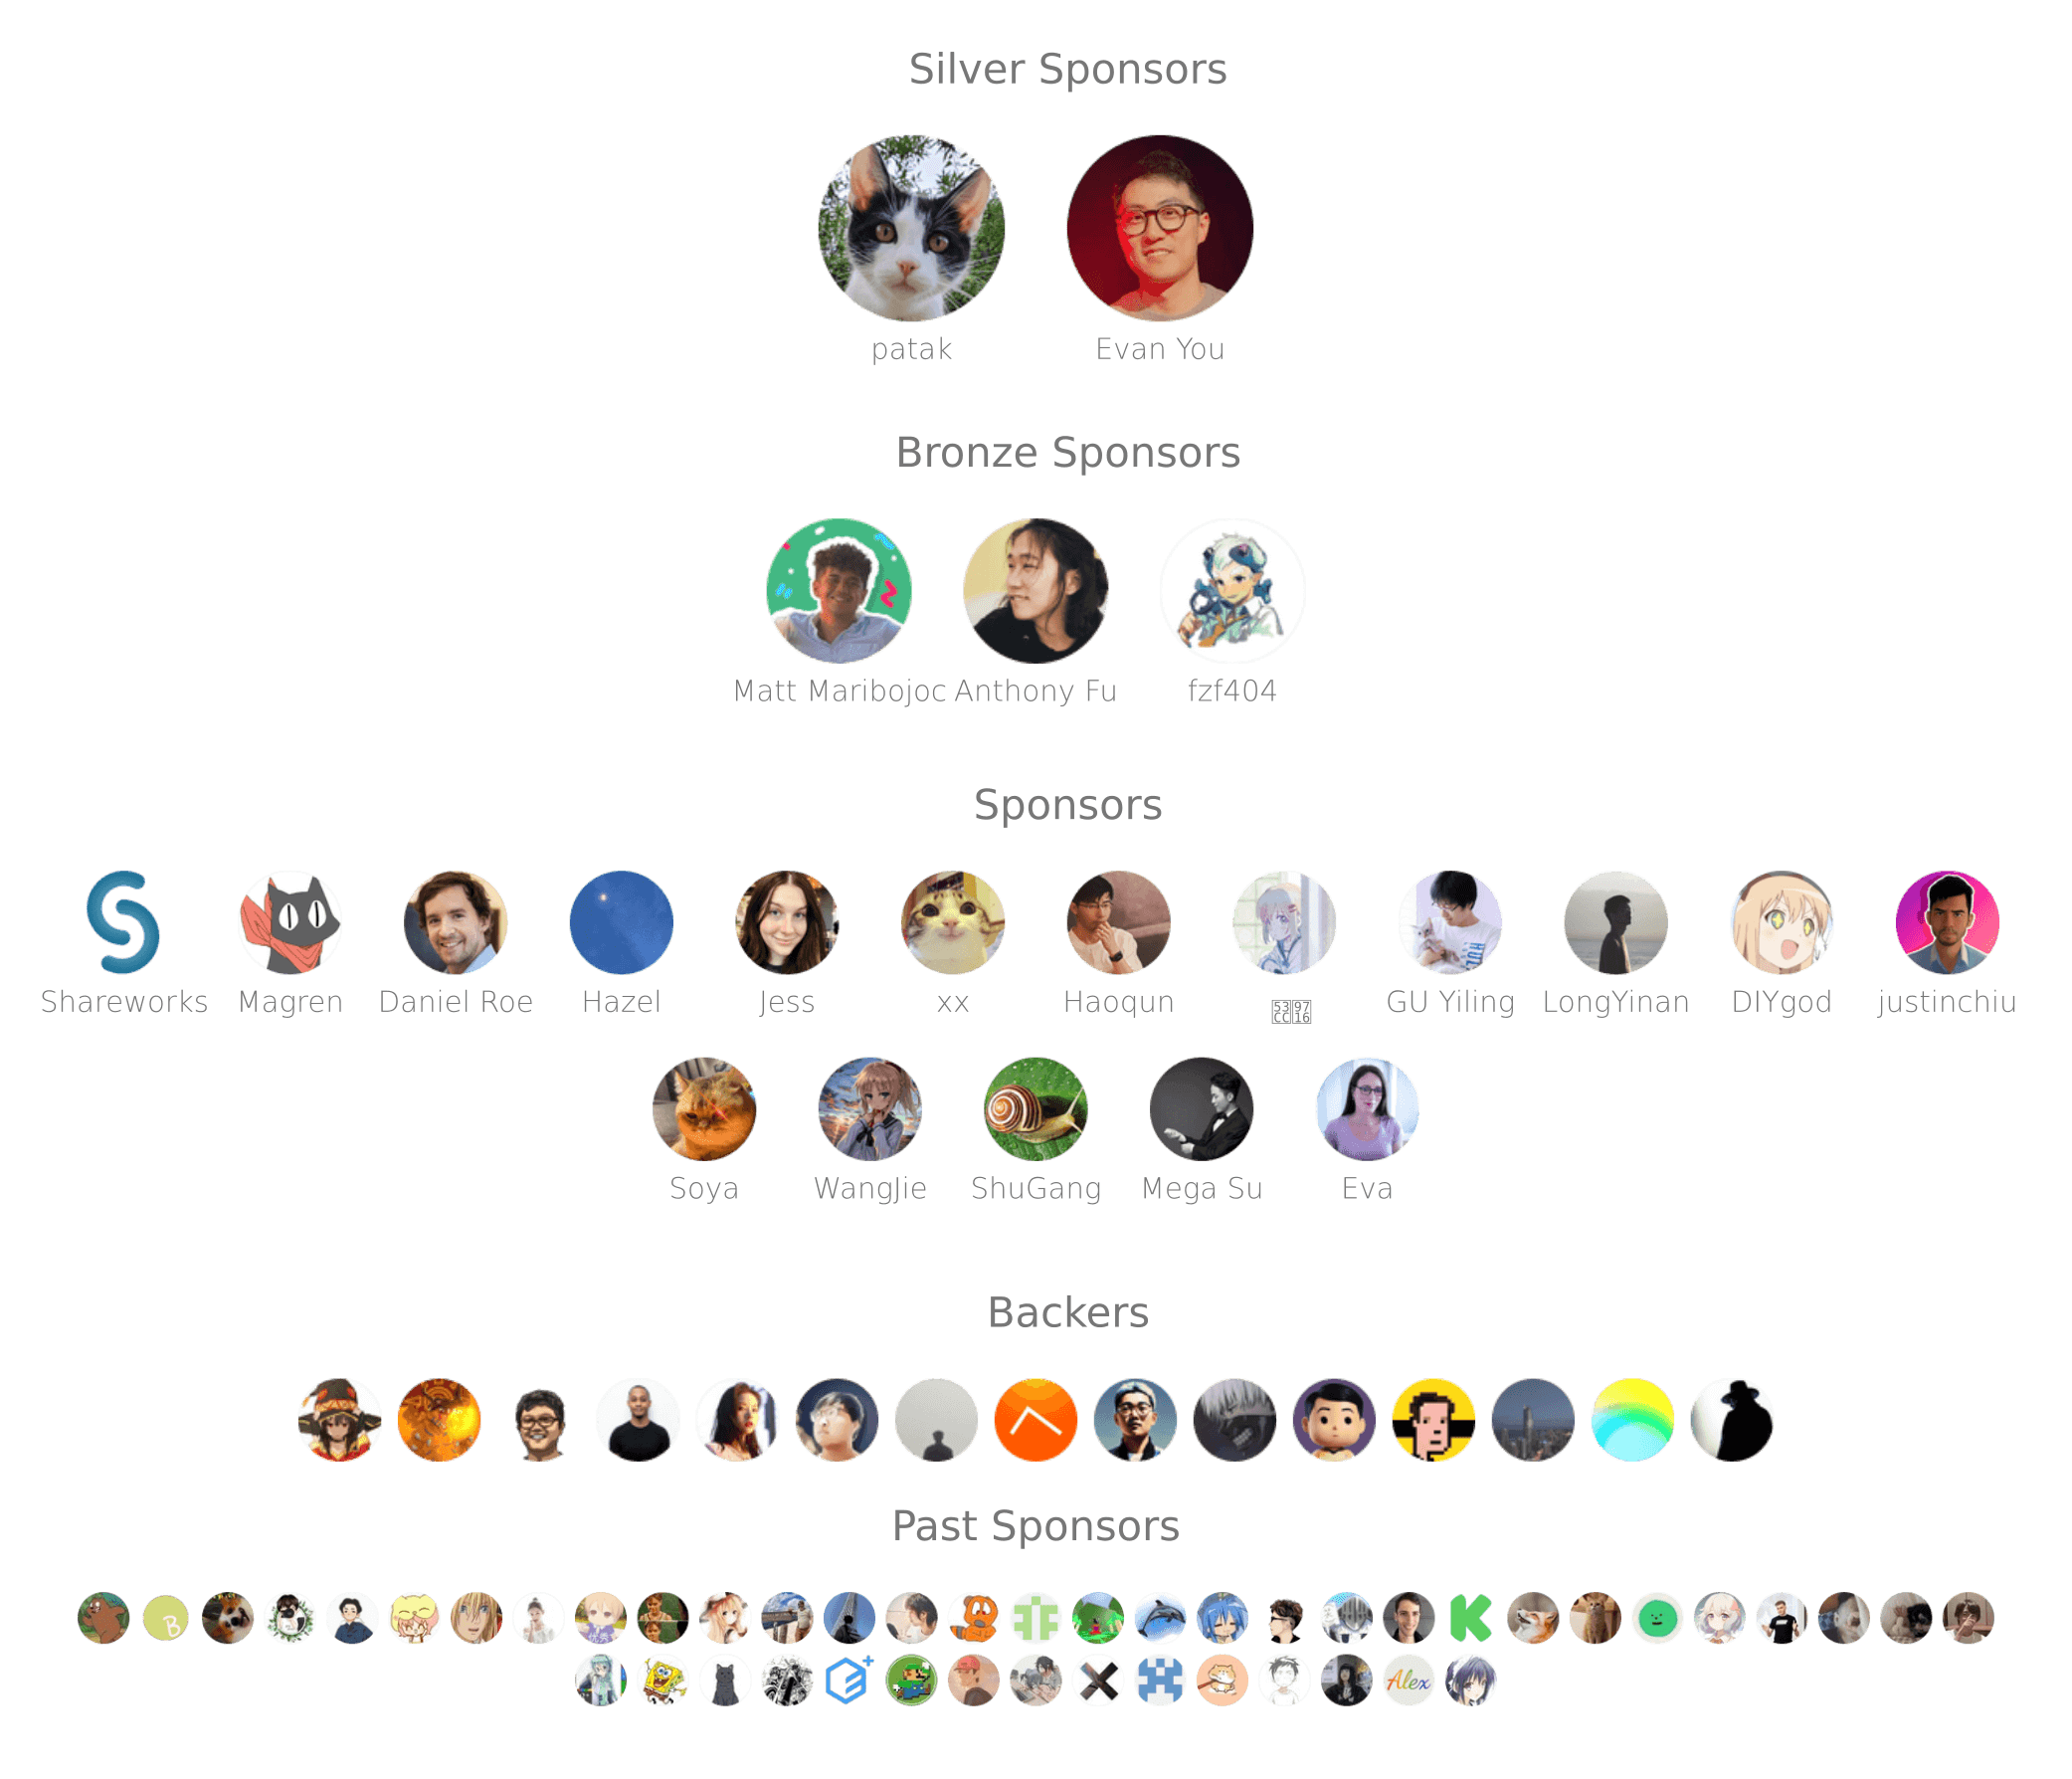 Silver Sponsors
patak Evan You
Bronze Sponsors
Matt Maribojoc Anthony Fu fzf404
Sponsors
Shareworks Magren Daniel Roe Hazel Jess xx Haoqun GU Yiling LongYinan DIYgod justinchiu
Soya WangJie ShuGang Mega Su Eva
Backers
Past Sponsors
B
K
Alex